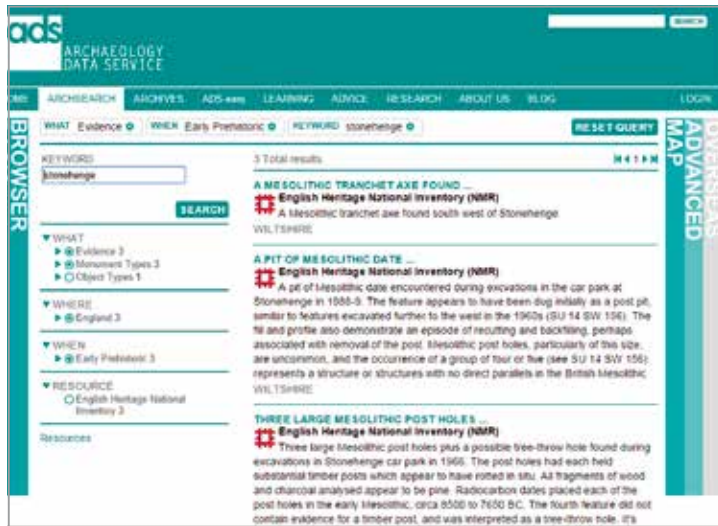 ads
ARCHAEOLOGY
DATA SERVICE
SEARCH
ARCHSEARCH ARCHIVES ADS-easy LEARNING ADVICE RESEARCH ABOUT US BLOG LOGIN
BROWSER
WHAT Evidence WHEN Early Prehistoric KEYWORD stonehenge RESET QUERY
KEYWORD
stonehenge
SEARCH
▼ WHAT
Evidence 3
Monument Types 3
Object Types 1
▼ WHERE
England 3
▼ WHEN
Early Prehistoric 3
▼ RESOURCE
English Heritage National
Inventory 3
Resources
3 Total results 1
A MESOLITHIC TRANCHET AXE FOUND ...
English Heritage National Inventory (NMR)
A Mesolithic tranchet axe found south west of Stonehenge
WILTSHIRE
A PIT OF MESOLITHIC DATE ...
English Heritage National Inventory (NMR)
A pit of Mesolithic date encountered during excavations in the car park at
Stonehenge in 1988-9. The feature appears to have been dug initially as a post pit,
similar to features excavated further to the west in the 1960s (SU 14 SW 156). The
fill and profile also demonstrate an episode of recutting and backfilling, perhaps
associated with removal of the post. Mesolithic post holes, particularly of this size,
are uncommon, and the occurrence of a group of four or five (see SU 14 SW 156)
represents a structure or structures with no direct parallels in the British Mesolithic
WILTSHIRE
THREE LARGE MESOLITHIC POST HOLES ...
English Heritage National Inventory (NMR)
Three large Mesolithic post holes plus a possible tree-throw hole found during
excavations in Stonehenge car park in 1966. The post holes had each held
substantial timber posts which appear to have rotted in situ. All fragments of wood
and charcoal analysed appear to be pine. Radiocarbon dates placed each of the
post holes in the early Mesolithic, circa 8500 to 7650 BC. The fourth feature did not
contain evidence for a timber post, and was interpreted as a tree-throw hole. It's
MAP
ADVANCED
OVERSEAS